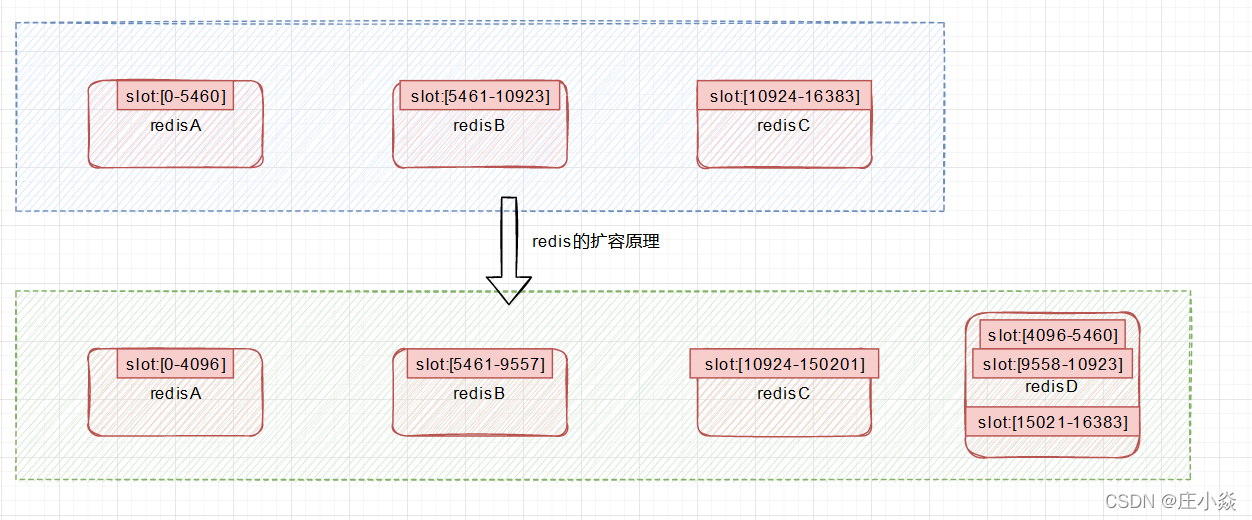 slot:[0-5460]
redisA
slot:[5461-10923]
redisB
slot:[10924-16383]
redisC
redis的扩容原理
slot:[0-4096]
redisA
slot:[5461-9557]
redisB
slot:[10924-150201]
redisC
slot:[4096-5460]
slot:[9558-10923]
redisD
slot:[15021-16383]
CSDN @庄小焱